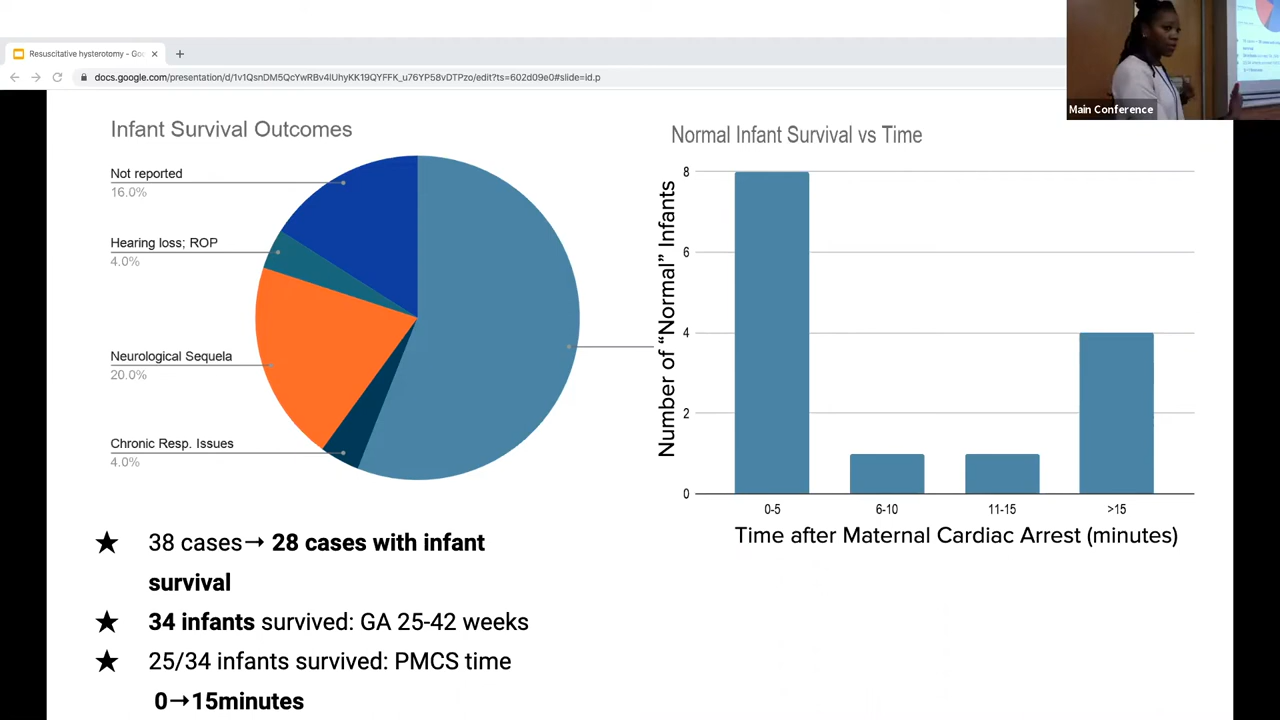 Resuscitative hysterotomy - Goo
docs.google.com/presentation/d/1v1QsnDM5QcYwRBv4lUhyKK19QYFFK_u76YP58vDTPzo/edit?ts=602d09e9#slide=id.p
Main Conference
Infant Survival Outcomes
Not reported
16.0%
Hearing loss; ROP
4.0%
Neurological Sequela
20.0%
Chronic Resp. Issues
4.0%
Normal Infant Survival vs Time
Number of “Normal” Infants
8
6
4
2
0
0-5 6-10 11-15 >15
Time after Maternal Cardiac Arrest (minutes)
★ 38 cases→ 28 cases with infant
survival
★ 34 infants survived: GA 25-42 weeks
★ 25/34 infants survived: PMCS time
0→15minutes